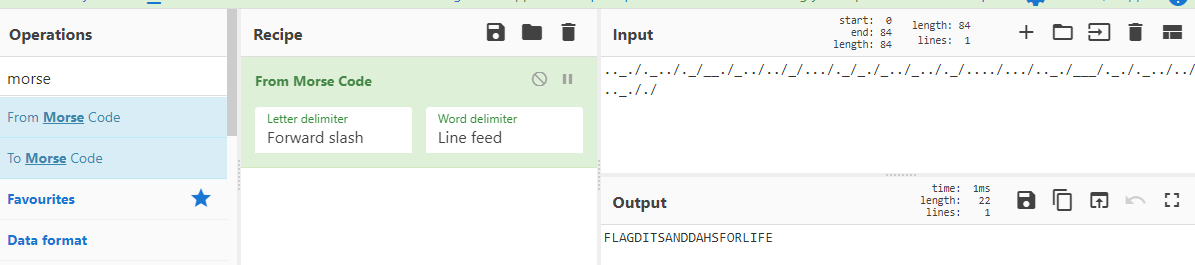 Operations
Recipe
Input
start: 0
end: 84
length: 84
length: 84
lines: 1
morse
From Morse Code
To Morse Code
Favourites
Data format
From Morse Code
Letter delimiter
Forward slash
Word delimiter
Line feed
.._./._../._/__./_../../_/.../._/_./_../_../._/..../.../.._./___/._./._../../
.._././
Output
time: 1ms
length: 22
lines: 1
FLAGDITSANDDAHSFORLIFE